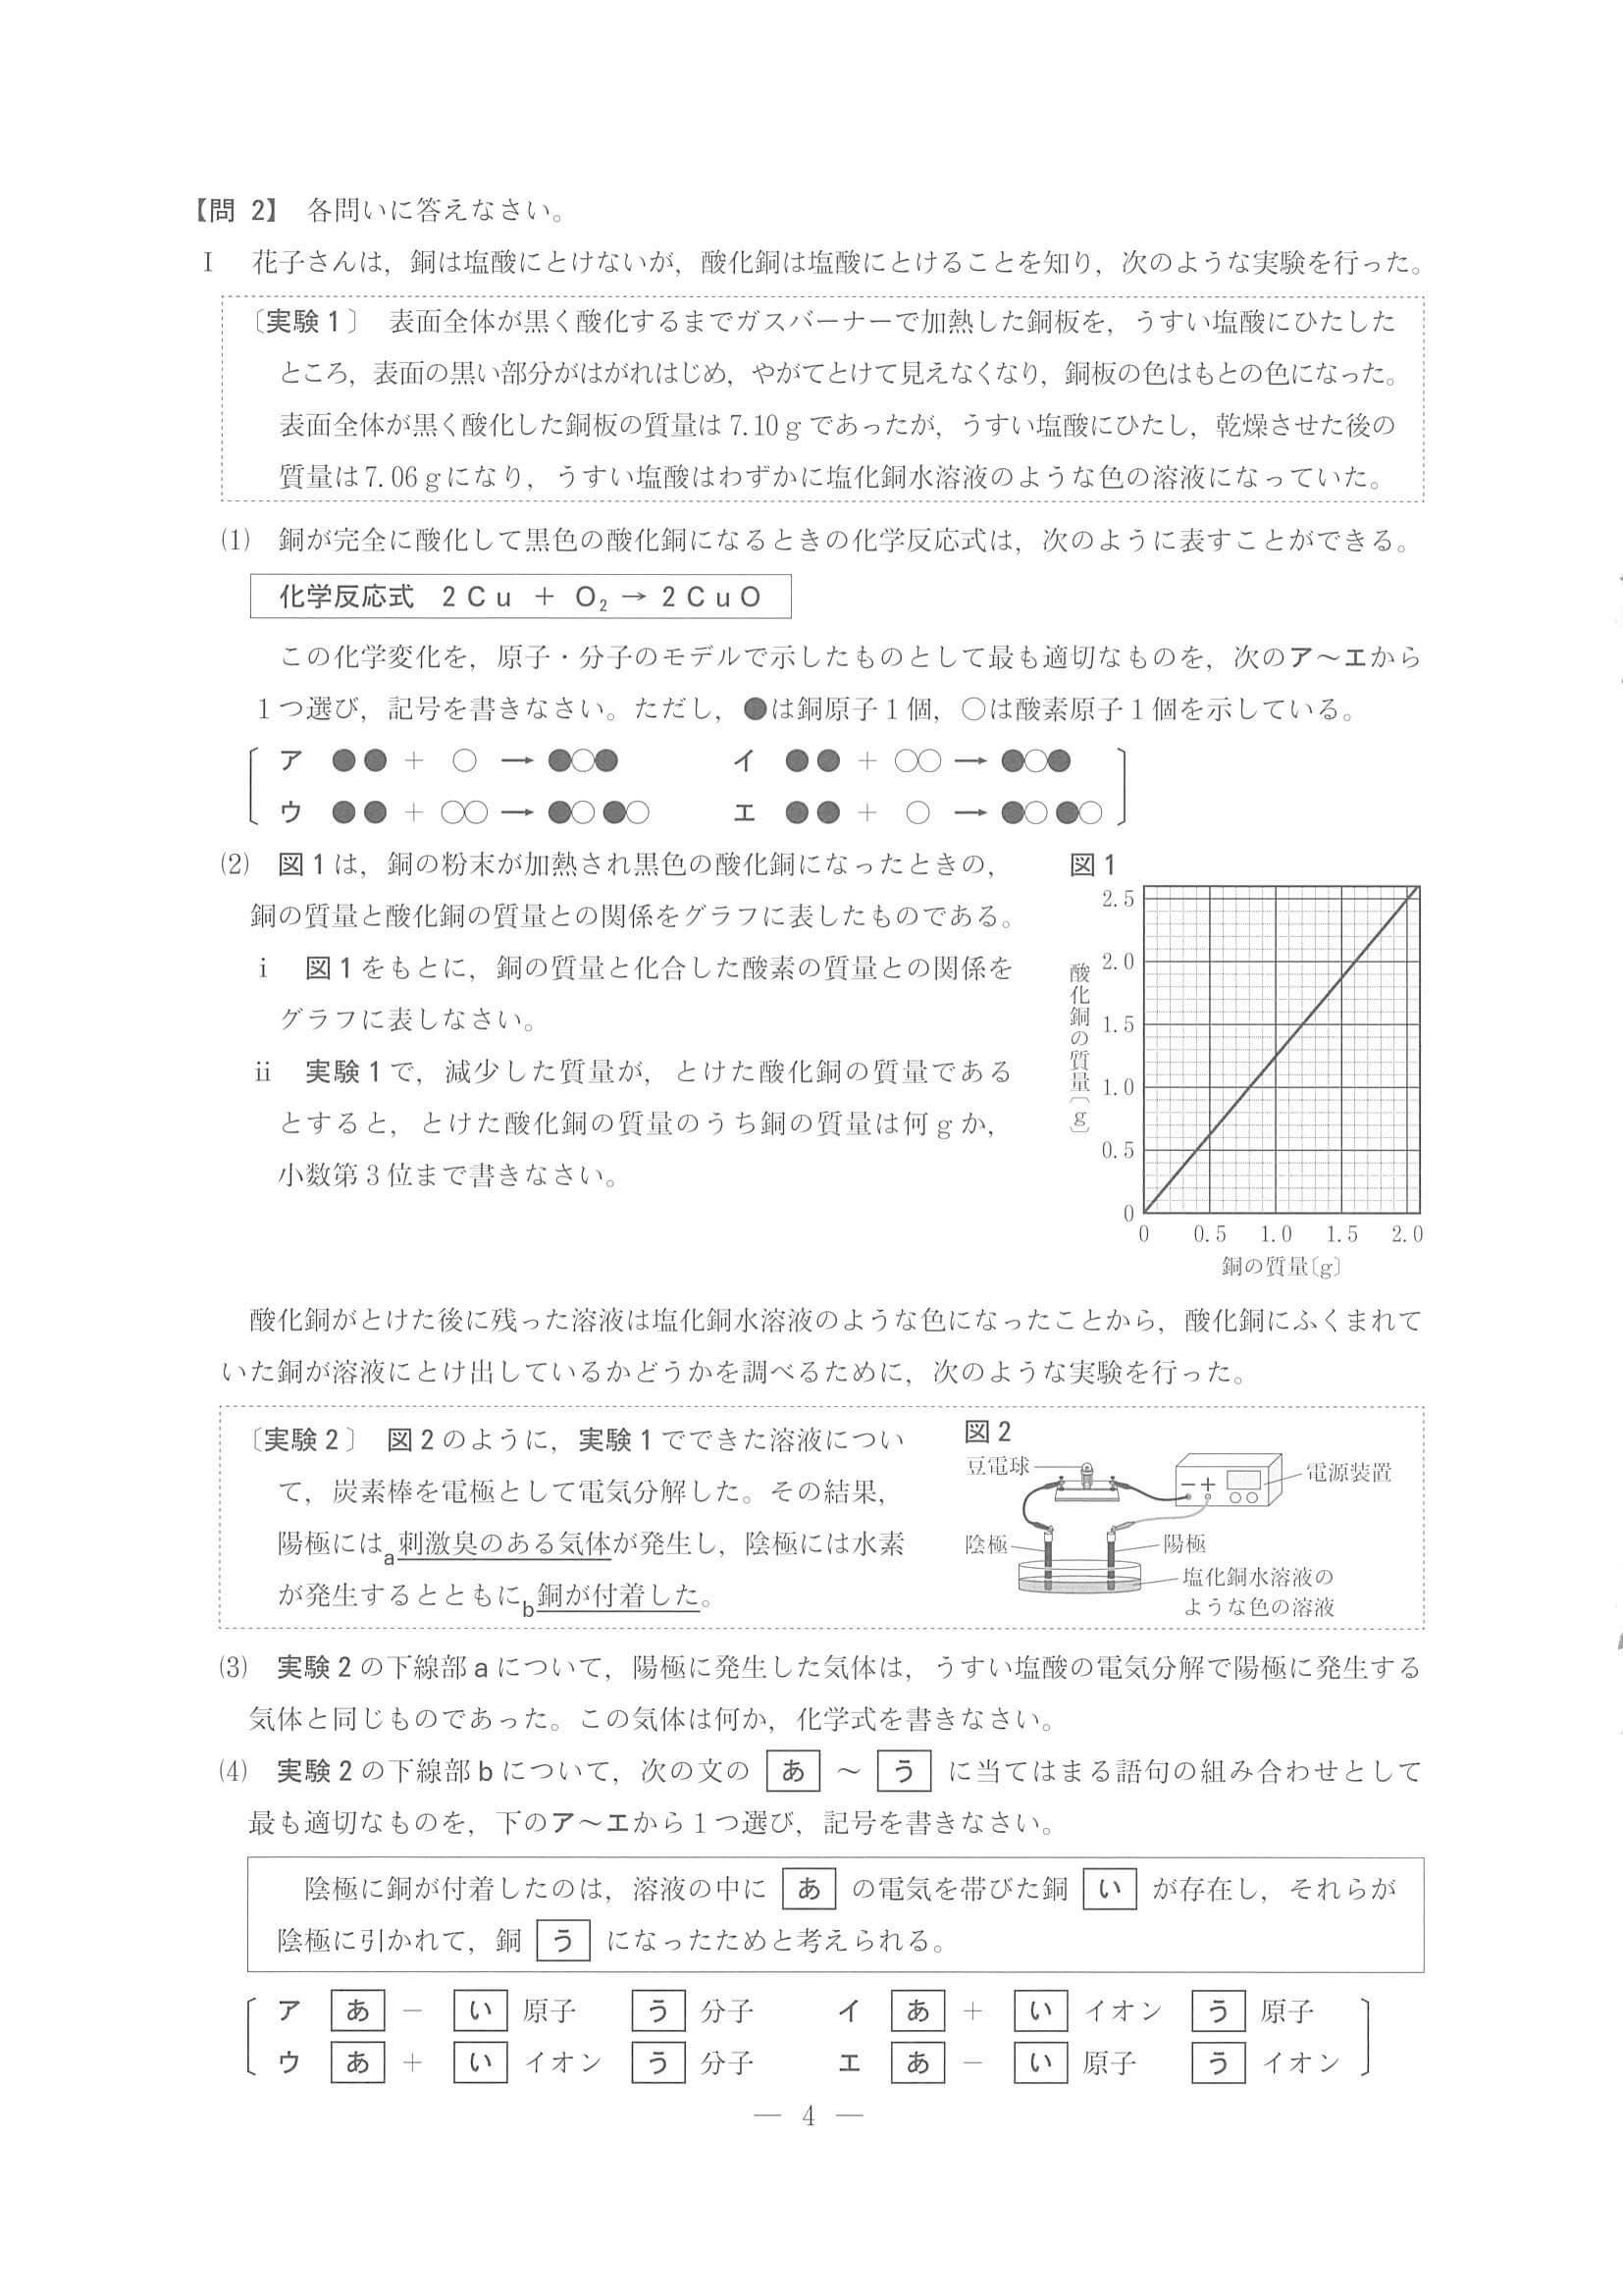 【問 2】 各問いに答えなさい。
Ⅰ 花子さんは，銅は塩酸にとけないが，酸化銅は塩酸にとけることを知り，次のような実験を行った。
〔実験1〕 表面全体が黒く酸化するまでガスバーナーで加熱した銅板を，うすい塩酸にひたした
ところ，表面の黒い部分がはがれはじめ，やがてとけて見えなくなり，銅板の色はもとの色になった。
表面全体が黒く酸化した銅板の質量は7.10 gであったが，うすい塩酸にひたし，乾燥させた後の
質量は7.06 gになり，うすい塩酸はわずかに塩化銅水溶液のような色の溶液になっていた。
(1) 銅が完全に酸化して黒色の酸化銅になるときの化学反応式は，次のように表すことができる。
化学反応式 2Cu + O₂ → 2CuO
この化学変化を，原子・分子のモデルで示したものとして最も適切なものを，次のア～エから
1つ選び，記号を書きなさい。ただし，●は銅原子1個，○は酸素原子1個を示している。
ア ●● + ○ → ●○● イ ●● + ○○ → ●○●
ウ ●● + ○○ → ●○ ●○ エ ●● + ○ → ●○ ●○
(2) 図1は，銅の粉末が加熱され黒色の酸化銅になったときの，
銅の質量と酸化銅の質量との関係をグラフに表したものである。
ⅰ 図1をもとに，銅の質量と化合した酸素の質量との関係を
グラフに表しなさい。
ⅱ 実験1で，減少した質量が，とけた酸化銅の質量である
とすると，とけた酸化銅の質量のうち銅の質量は何gか，
小数第3位まで書きなさい。
図1
酸化銅の質量〔g〕
2.5
2.0
1.5
1.0
0.5
0
0 0.5 1.0 1.5 2.0
銅の質量〔g〕
酸化銅がとけた後に残った溶液は塩化銅水溶液のような色になったことから，酸化銅にふくまれて
いた銅が溶液にとけ出しているかどうかを調べるために，次のような実験を行った。
〔実験2〕 図2のように，実験1でできた溶液につい
て，炭素棒を電極として電気分解した。その結果，
陽極にはa刺激臭のある気体が発生し，陰極には水素
が発生するとともにb銅が付着した。
図2
豆電球
電源装置
− +
陰極
陽極
塩化銅水溶液の
ような色の溶液
(3) 実験2の下線部aについて，陽極に発生した気体は，うすい塩酸の電気分解で陽極に発生する
気体と同じものであった。この気体は何か，化学式を書きなさい。
(4) 実験2の下線部bについて，次の文の あ ～ う に当てはまる語句の組み合わせとして
最も適切なものを，下のア～エから1つ選び，記号を書きなさい。
陰極に銅が付着したのは，溶液の中に あ の電気を帯びた銅 い が存在し，それらが
陰極に引かれて，銅 う になったためと考えられる。
ア あ − い 原子 う 分子 イ あ + い イオン う 原子
ウ あ + い イオン う 分子 エ あ − い 原子 う イオン
— 4 —